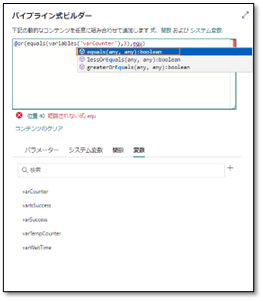 パイプライン式ビルダー
下記の動的なコンテンツを任意に組み合わせて追加します 式、関数 および システム変数
@or(equals(variables('varCounter'),3),equ)
equals(any, any):boolean
lessOrEquals(any, any):boolean
greaterOrEquals(any, any):boolean
位置 40 認識されない式: equ
コンテンツのクリア
パラメーター システム変数 関数 変数
検索
varCounter
varIsSuccess
varSuccess
varTempCounter
varWaitTime